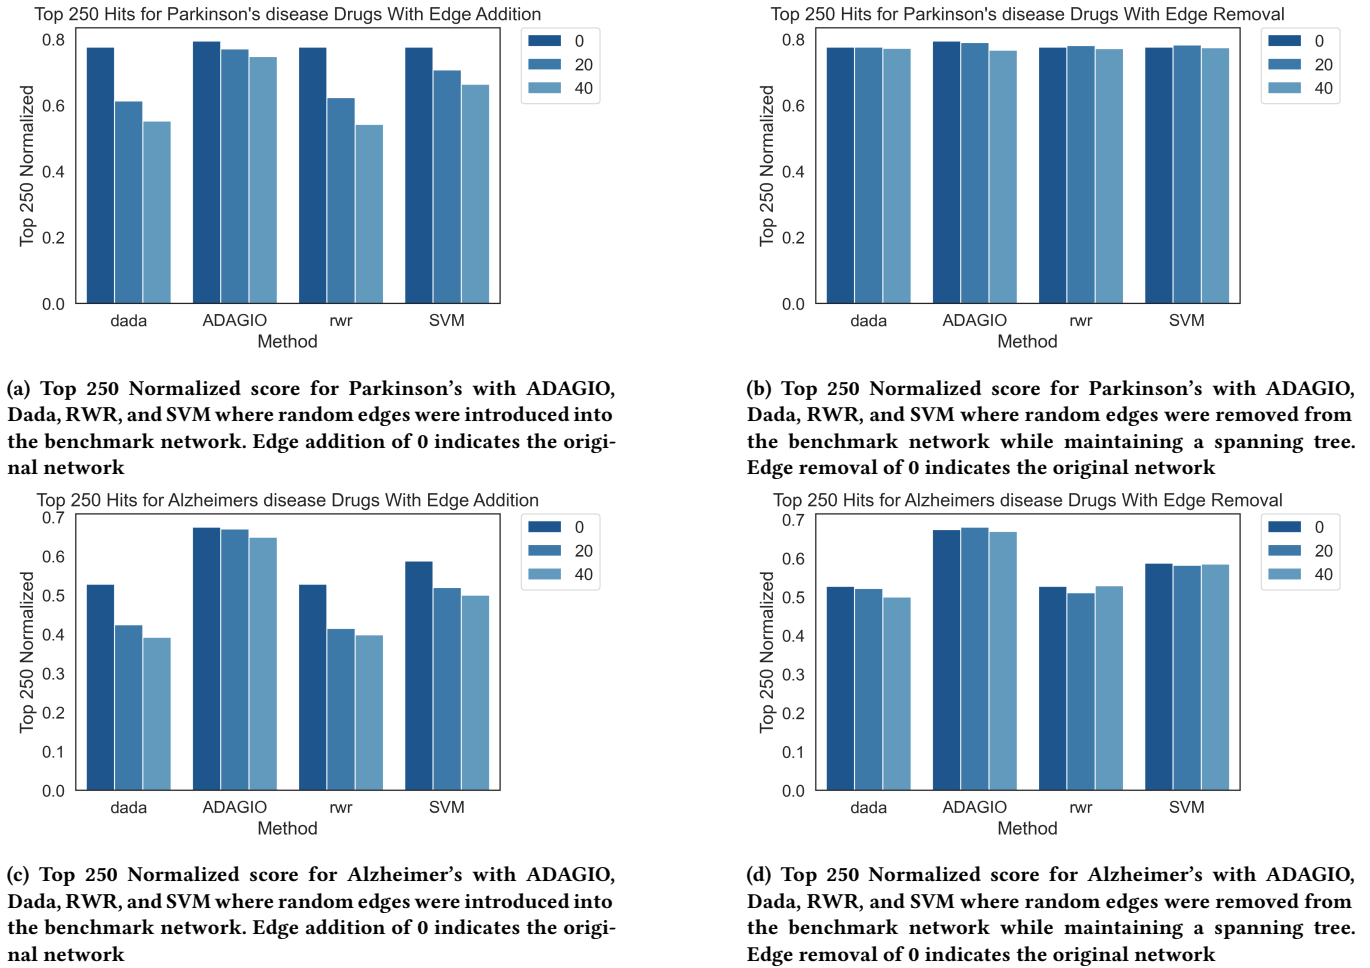 Top 250 Hits for Parkinson's disease Drugs With Edge Addition
0.8
0.6
0.4
0.2
0.0
Top 250 Normalized
dada
ADAGIO
rwr
SVM
Method
0
20
40
(a) Top 250 Normalized score for Parkinson's with ADAGIO,
Dada, RWR, and SVM where random edges were introduced into
the benchmark network. Edge addition of 0 indicates the origi-
nal network
Top 250 Hits for Parkinson's disease Drugs With Edge Removal
0.8
0.6
0.4
0.2
0.0
Top 250 Normalized
dada
ADAGIO
rwr
SVM
Method
0
20
40
(b) Top 250 Normalized score for Parkinson's with ADAGIO,
Dada, RWR, and SVM where random edges were removed from
the benchmark network while maintaining a spanning tree.
Edge removal of 0 indicates the original network
Top 250 Hits for Alzheimers disease Drugs With Edge Addition
0.7
0.6
0.5
0.4
0.3
0.2
0.1
0.0
Top 250 Normalized
dada
ADAGIO
rwr
SVM
Method
0
20
40
(c) Top 250 Normalized score for Alzheimer's with ADAGIO,
Dada, RWR, and SVM where random edges were introduced into
the benchmark network. Edge addition of 0 indicates the origi-
nal network
Top 250 Hits for Alzheimers disease Drugs With Edge Removal
0.7
0.6
0.5
0.4
0.3
0.2
0.1
0.0
Top 250 Normalized
dada
ADAGIO
rwr
SVM
Method
0
20
40
(d) Top 250 Normalized score for Alzheimer's with ADAGIO,
Dada, RWR, and SVM where random edges were removed from
the benchmark network while maintaining a spanning tree.
Edge removal of 0 indicates the original network